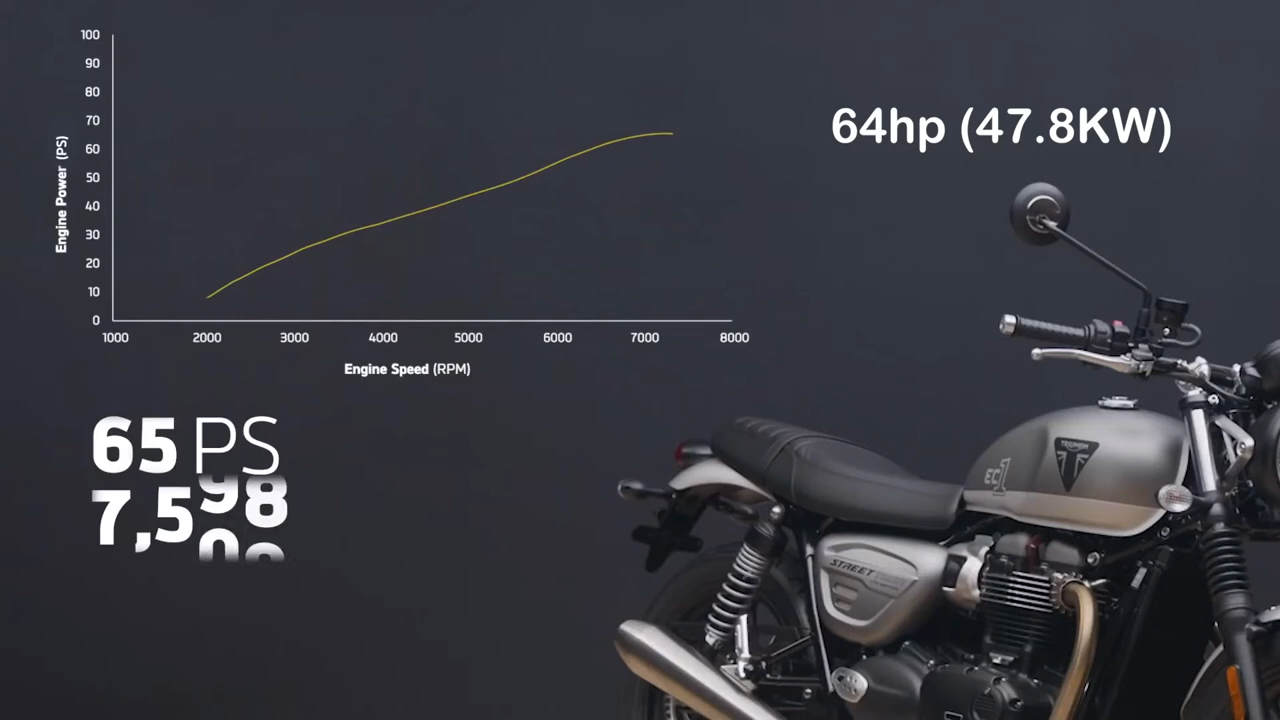 100
90
80
70
60
50
40
30
20
10
0
Engine Power (PS)
1000 2000 3000 4000 5000 6000 7000 8000
Engine Speed (RPM)
64hp (47.8KW)
65 PS
TRIUMPH
EC1
STREET